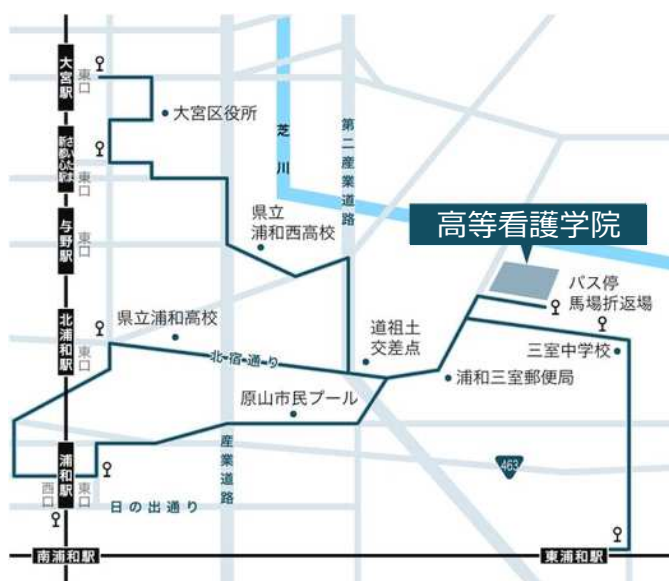 大宮駅
東口
大宮区役所
さいたま
新都心駅
東口
芝川
第二産業道路
県立
浦和西高校
与野駅
東口
高等看護学院
バス停
馬場折返場
県立浦和高校
北浦和駅
東口
北宿通り
道祖土
交差点
三室中学校
浦和三室郵便局
原山市民プール
産業道路
463
浦和駅
西口
東口
日の出通り
南浦和駅
東浦和駅